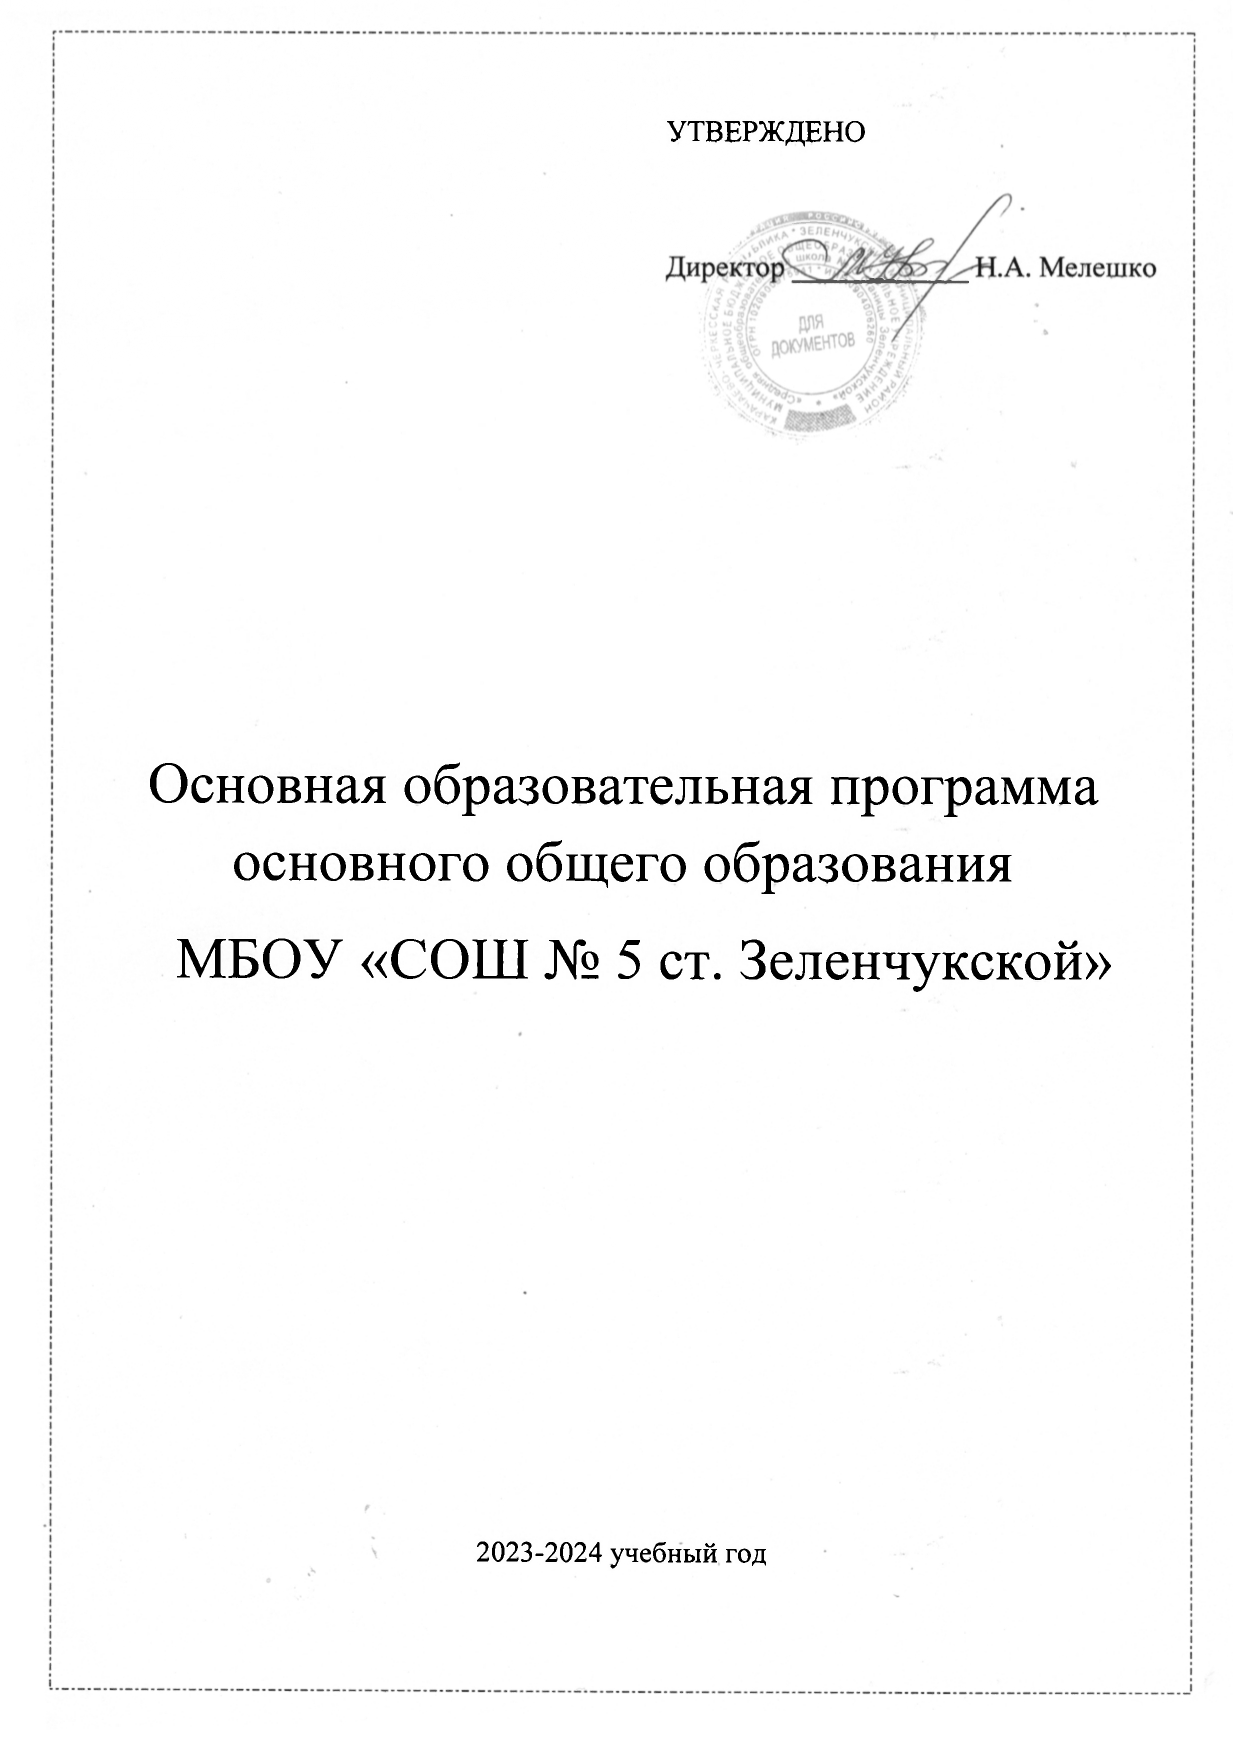 УТВЕРЖДЕНО
Директор Н.А. Мелешко
ДЛЯ
ДОКУМЕНТОВ
Основная образовательная программа
основного общего образования
МБОУ «СОШ № 5 ст. Зеленчукской»
2023-2024 учебный год